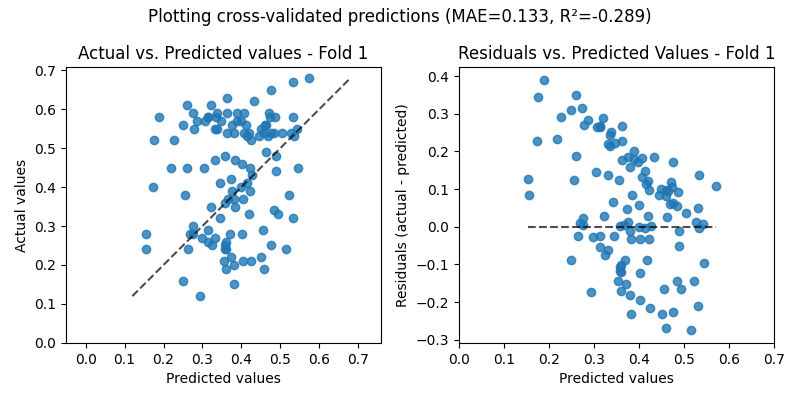 Plotting cross-validated predictions (MAE=0.133, R²=-0.289)
Actual vs. Predicted values - Fold 1
Actual values
0.7
0.6
0.5
0.4
0.3
0.2
0.1
0.0
0.0 0.1 0.2 0.3 0.4 0.5 0.6 0.7
Predicted values
Residuals vs. Predicted Values - Fold 1
Residuals (actual - predicted)
0.4
0.3
0.2
0.1
0.0
−0.1
−0.2
−0.3
0.0 0.1 0.2 0.3 0.4 0.5 0.6 0.7
Predicted values